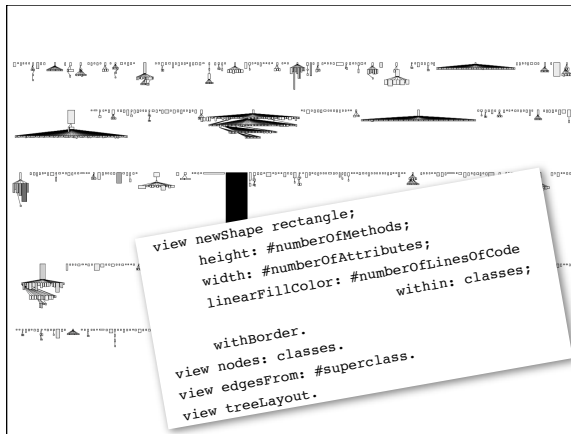 view newShape rectangle;
height: #numberOfMethods;
width: #numberOfAttributes;
linearFillColor: #numberOfLinesOfCode
within: classes;
withBorder.
view nodes: classes.
view edgesFrom: #superclass.
view treeLayout.